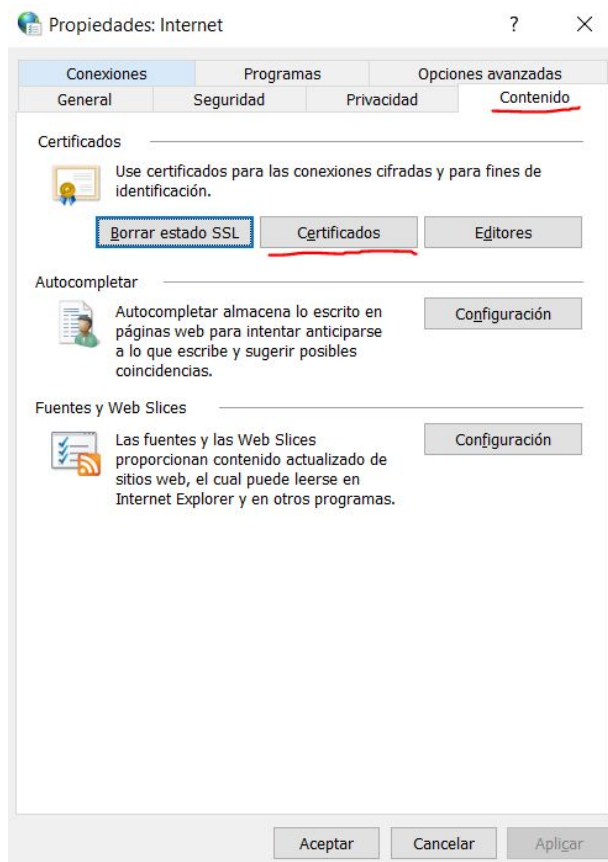 Propiedades: Internet ?
Conexiones Programas Opciones avanzadas
General Seguridad Privacidad Contenido
Certificados
Use certificados para las conexiones cifradas y para fines de
identificación.
Borrar estado SSL Certificados Editores
Autocompletar
Autocompletar almacena lo escrito en
páginas web para intentar anticiparse
a lo que escribe y sugerir posibles
coincidencias.
Configuración
Fuentes y Web Slices
Las fuentes y las Web Slices
proporcionan contenido actualizado de
sitios web, el cual puede leerse en
Internet Explorer y en otros programas.
Configuración
Aceptar Cancelar Aplicar